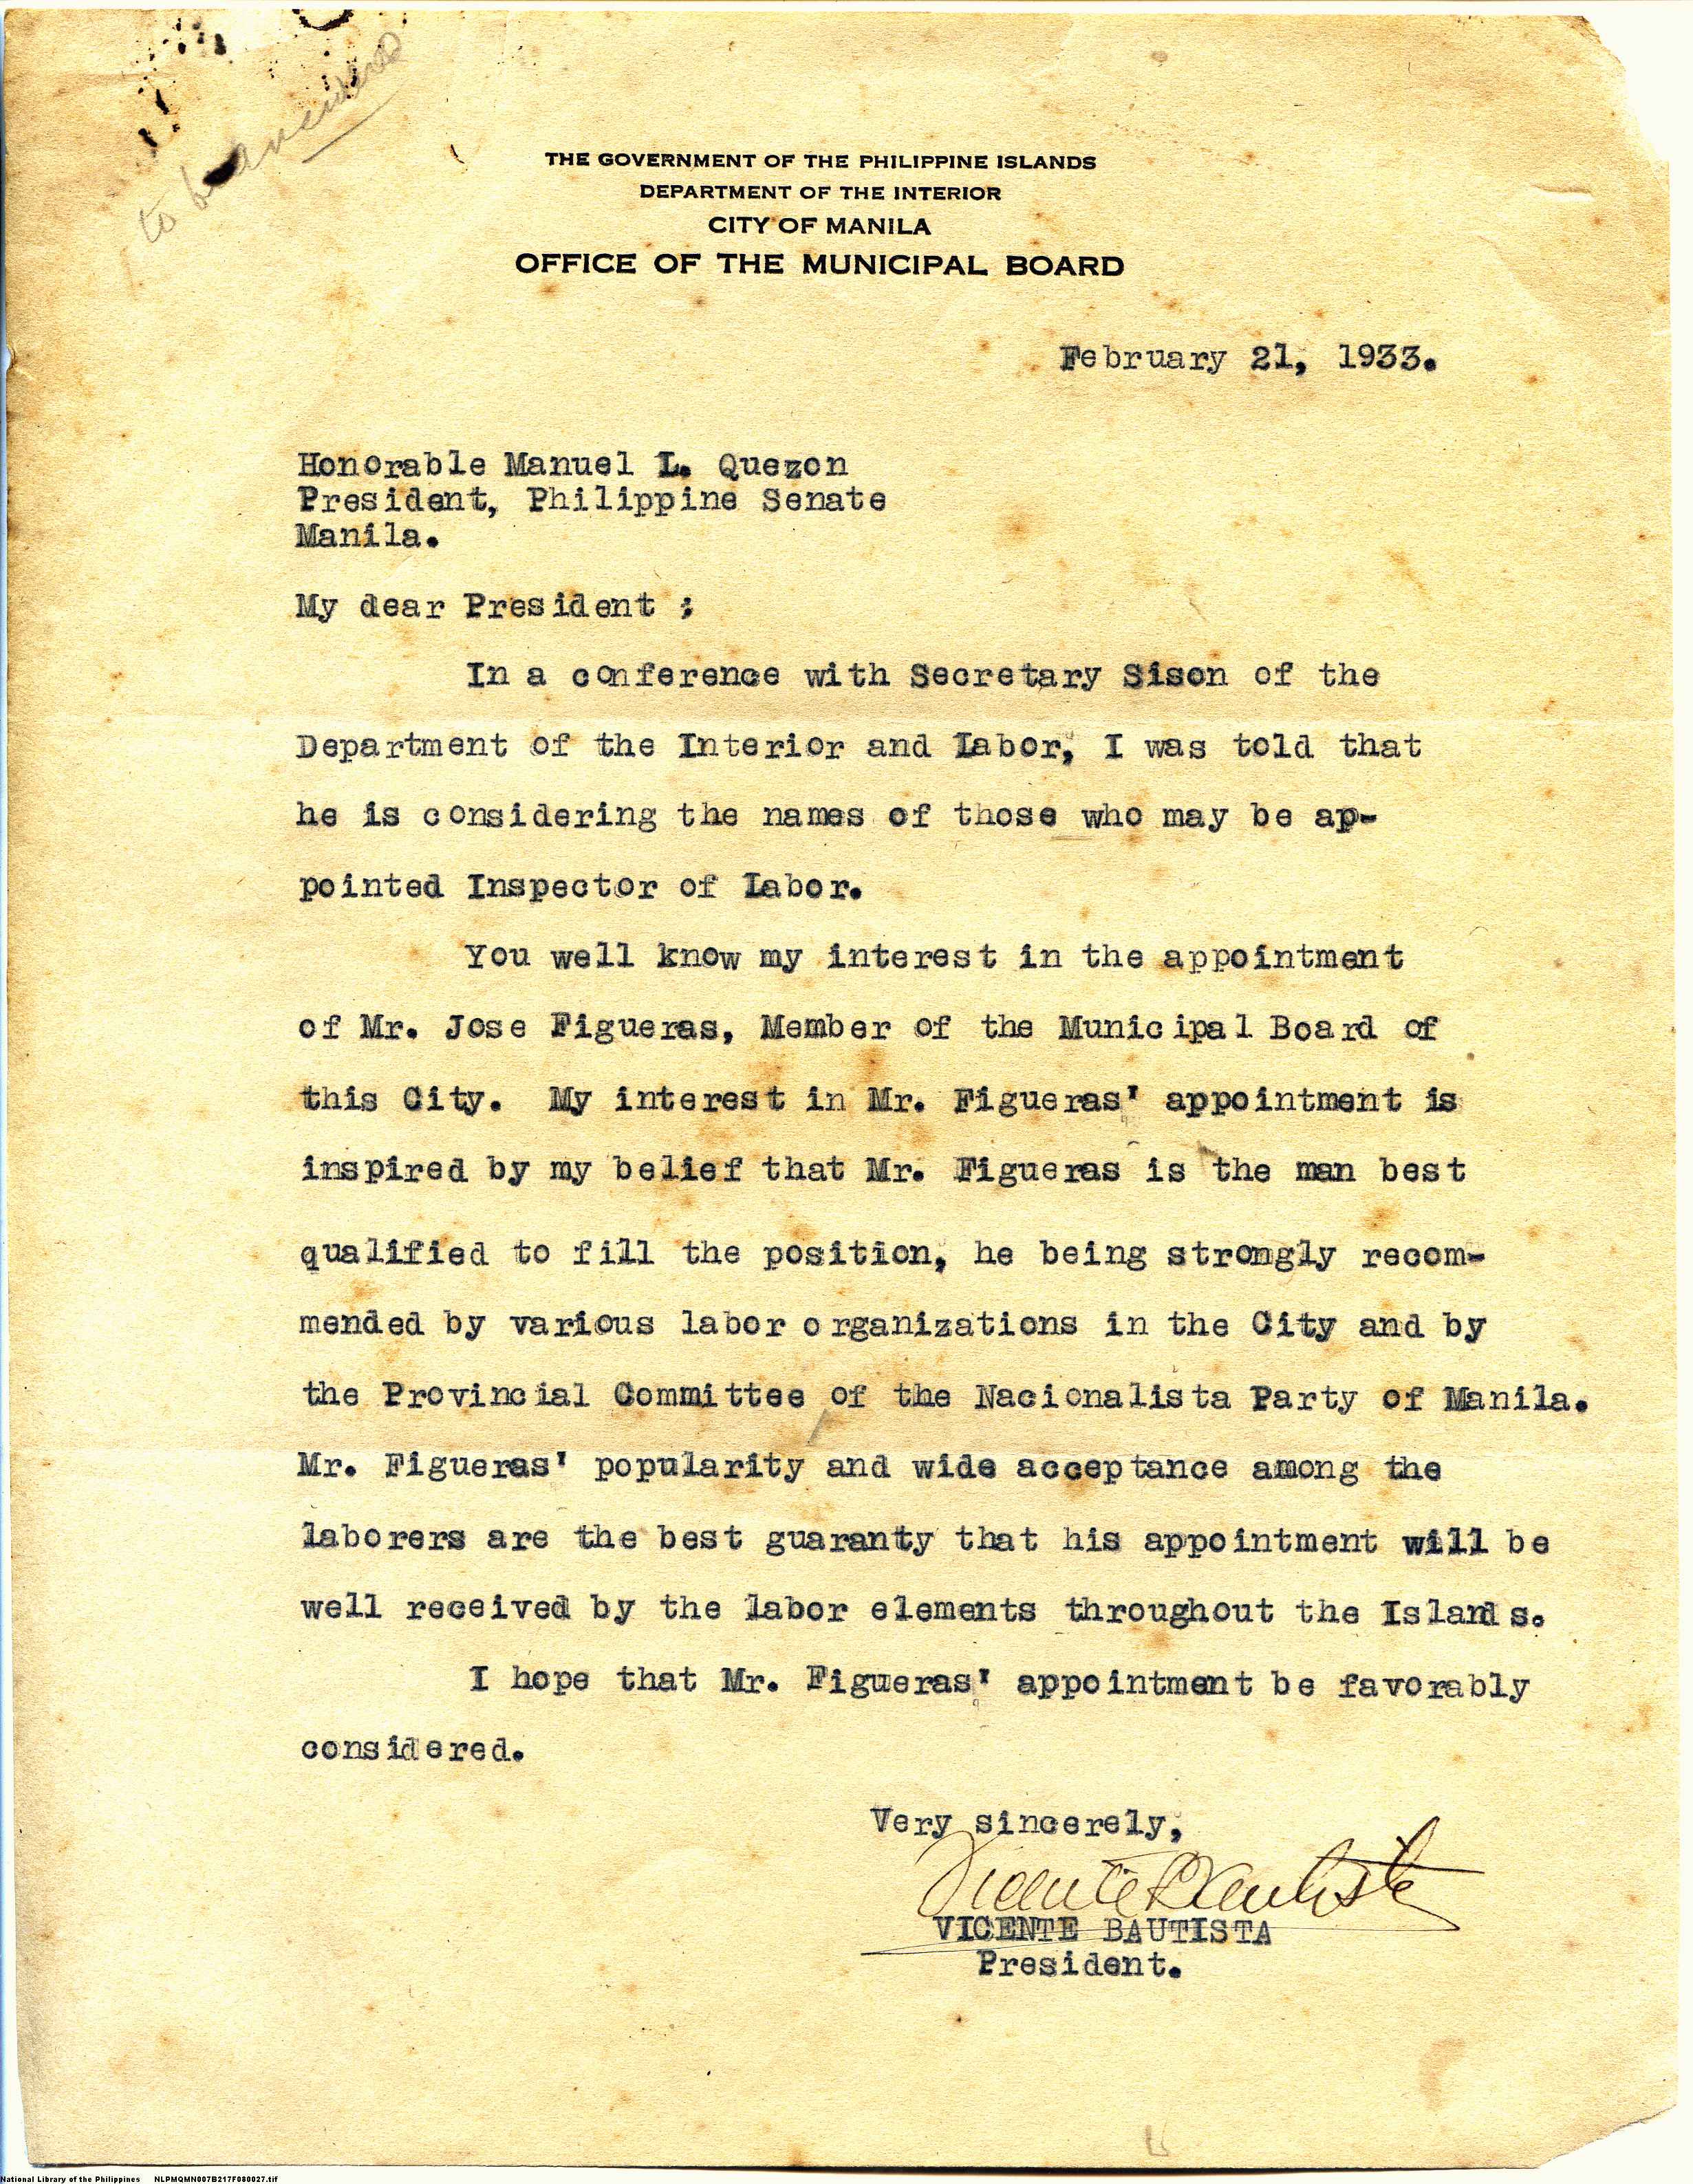 to be
THE GOVERNMENT OF THE PHILIPPINE ISLANDS
DEPARTMENT OF THE INTERIOR
CITY OF MANILA
OFFICE OF THE MUNICIPAL BOARD
February 21, 1933.
Honorable Manuel L. Quezon
President, Philippine Senate
Manila.
My dear President ;
In a conference with Secretary Sison of the
Department of the Interior and Labor, I was told that
he is considering the names of those who may be ap-
pointed Inspector of Labor.
You well know my interest in the appointment
of Mr. Jose Figueras, Member of the Municipal Board of
this City. My interest in Mr. Figueras' appointment is
inspired by my belief that Mr. Figueras is the man best
qualified to fill the position, he being strongly recom-
mended by various labor organizations in the City and by
the Provincial Committee of the Nacionalista Party of Manila.
Mr. Figueras' popularity and wide acceptance among the
laborers are the best guaranty that his appointment will be
well received by the labor elements throughout the Islands.
I hope that Mr. Figueras' appointment be favorably
considered.
Very sincerely,
Vicente Bautista
VICENTE BAUTISTA
President.
National Library of the Philippines NLPMQMN007B217F080027.tif